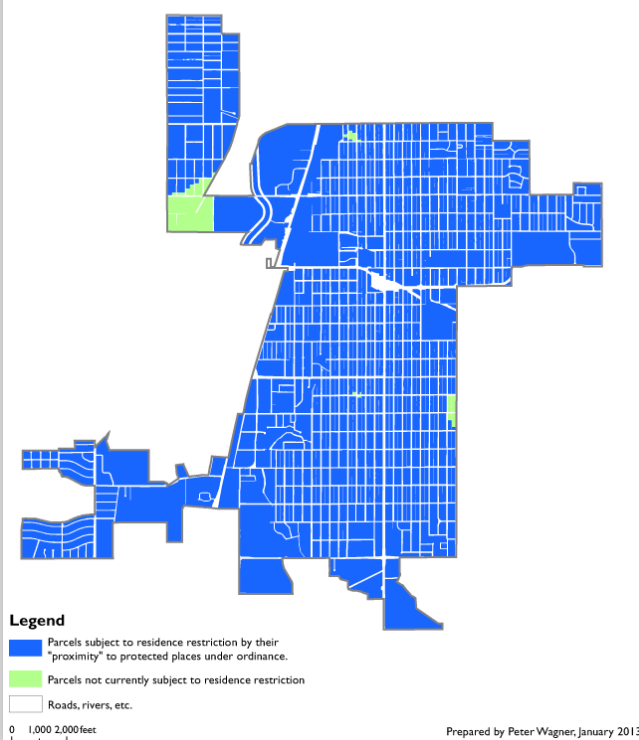 Legend
Parcels subject to residence restriction by their
"proximity" to protected places under ordinance.
Parcels not currently subject to residence restriction
Roads, rivers, etc.
0 1,000 2,000 feet
Prepared by Peter Wagner, January 2013